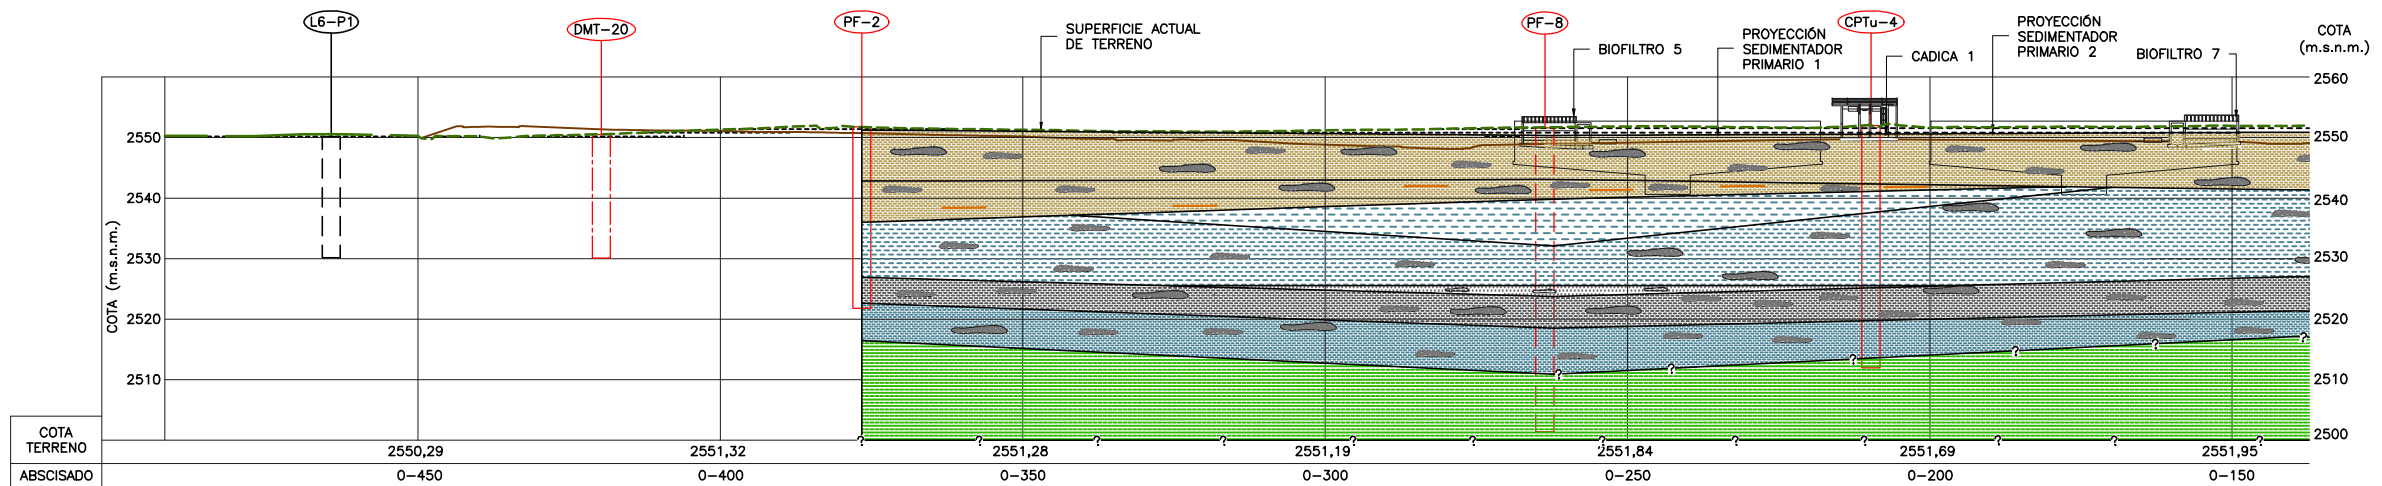 L6-P1
DMT-20
PF-2
SUPERFICIE ACTUAL
DE TERRENO
PF-8
BIOFILTRO 5
PROYECCIÓN
SEDIMENTADOR
PRIMARIO 1
CPTu-4
CADICA 1
PROYECCIÓN
SEDIMENTADOR
PRIMARIO 2
BIOFILTRO 7
COTA
(m.s.n.m.)
2560
2550
2540
2530
2520
2510
2500
COTA (m.s.n.m.)
2550
2540
2530
2520
2510
? ? ? ? ? ?
? ? ? ? ? ? ? ? ? ? ? ? ?
COTA
TERRENO
2550,29 2551,32 2551,28 2551,19 2551,84 2551,69 2551,95
ABSCISADO 0-450 0-400 0-350 0-300 0-250 0-200 0-150